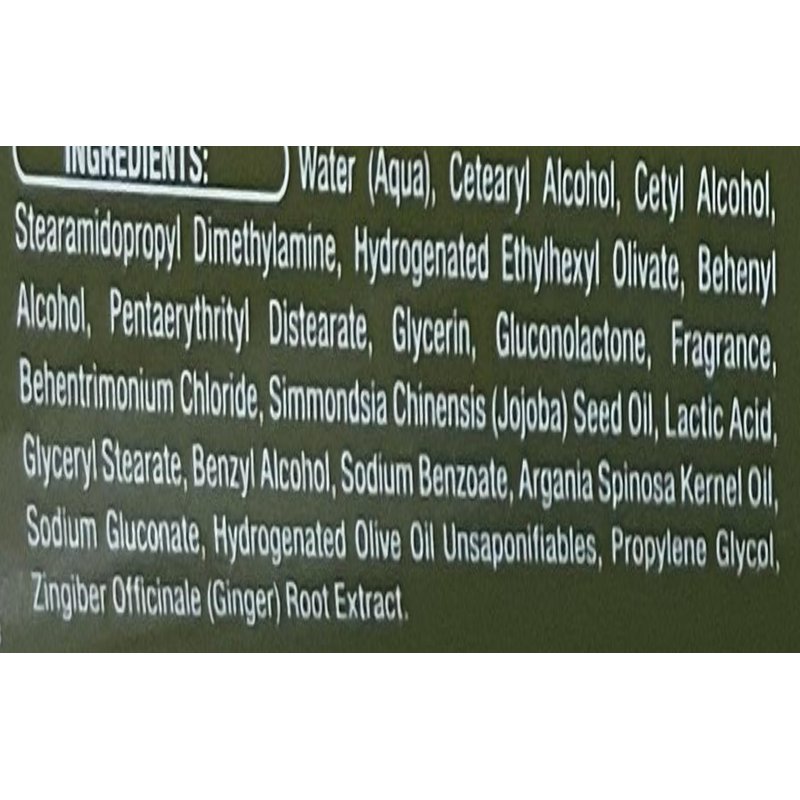 INGREDIENTS: Water (Aqua), Cetearyl Alcohol, Cetyl Alcohol,
Stearamidopropyl Dimethylamine, Hydrogenated Ethylhexyl Olivate, Behenyl
Alcohol, Pentaerythrityl Distearate, Glycerin, Gluconolactone, Fragrance,
Behentrimonium Chloride, Simmondsia Chinensis (Jojoba) Seed Oil, Lactic Acid,
Glyceryl Stearate, Benzyl Alcohol, Sodium Benzoate, Argania Spinosa Kernel Oil,
Sodium Gluconate, Hydrogenated Olive Oil Unsaponifiables, Propylene Glycol,
Zingiber Officinale (Ginger) Root Extract.